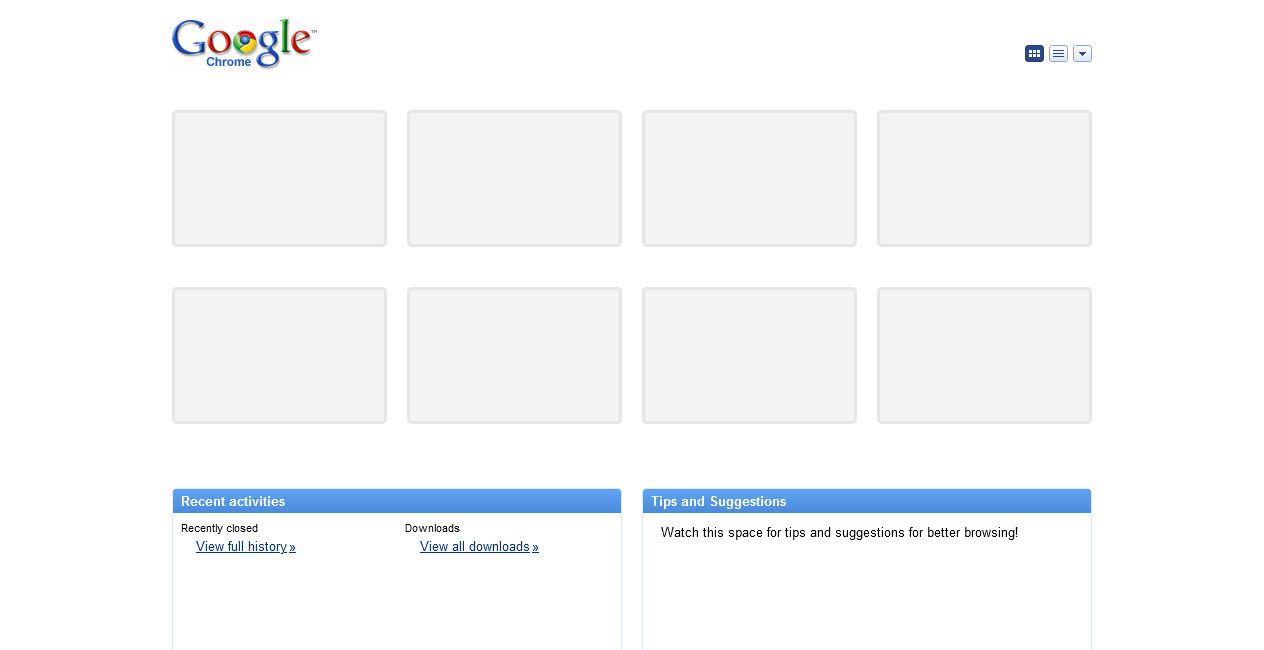 Google™
Chrome
Recent activities
Tips and Suggestions
Recently closed
Downloads
Watch this space for tips and suggestions for better browsing!
View full history »
View all downloads »